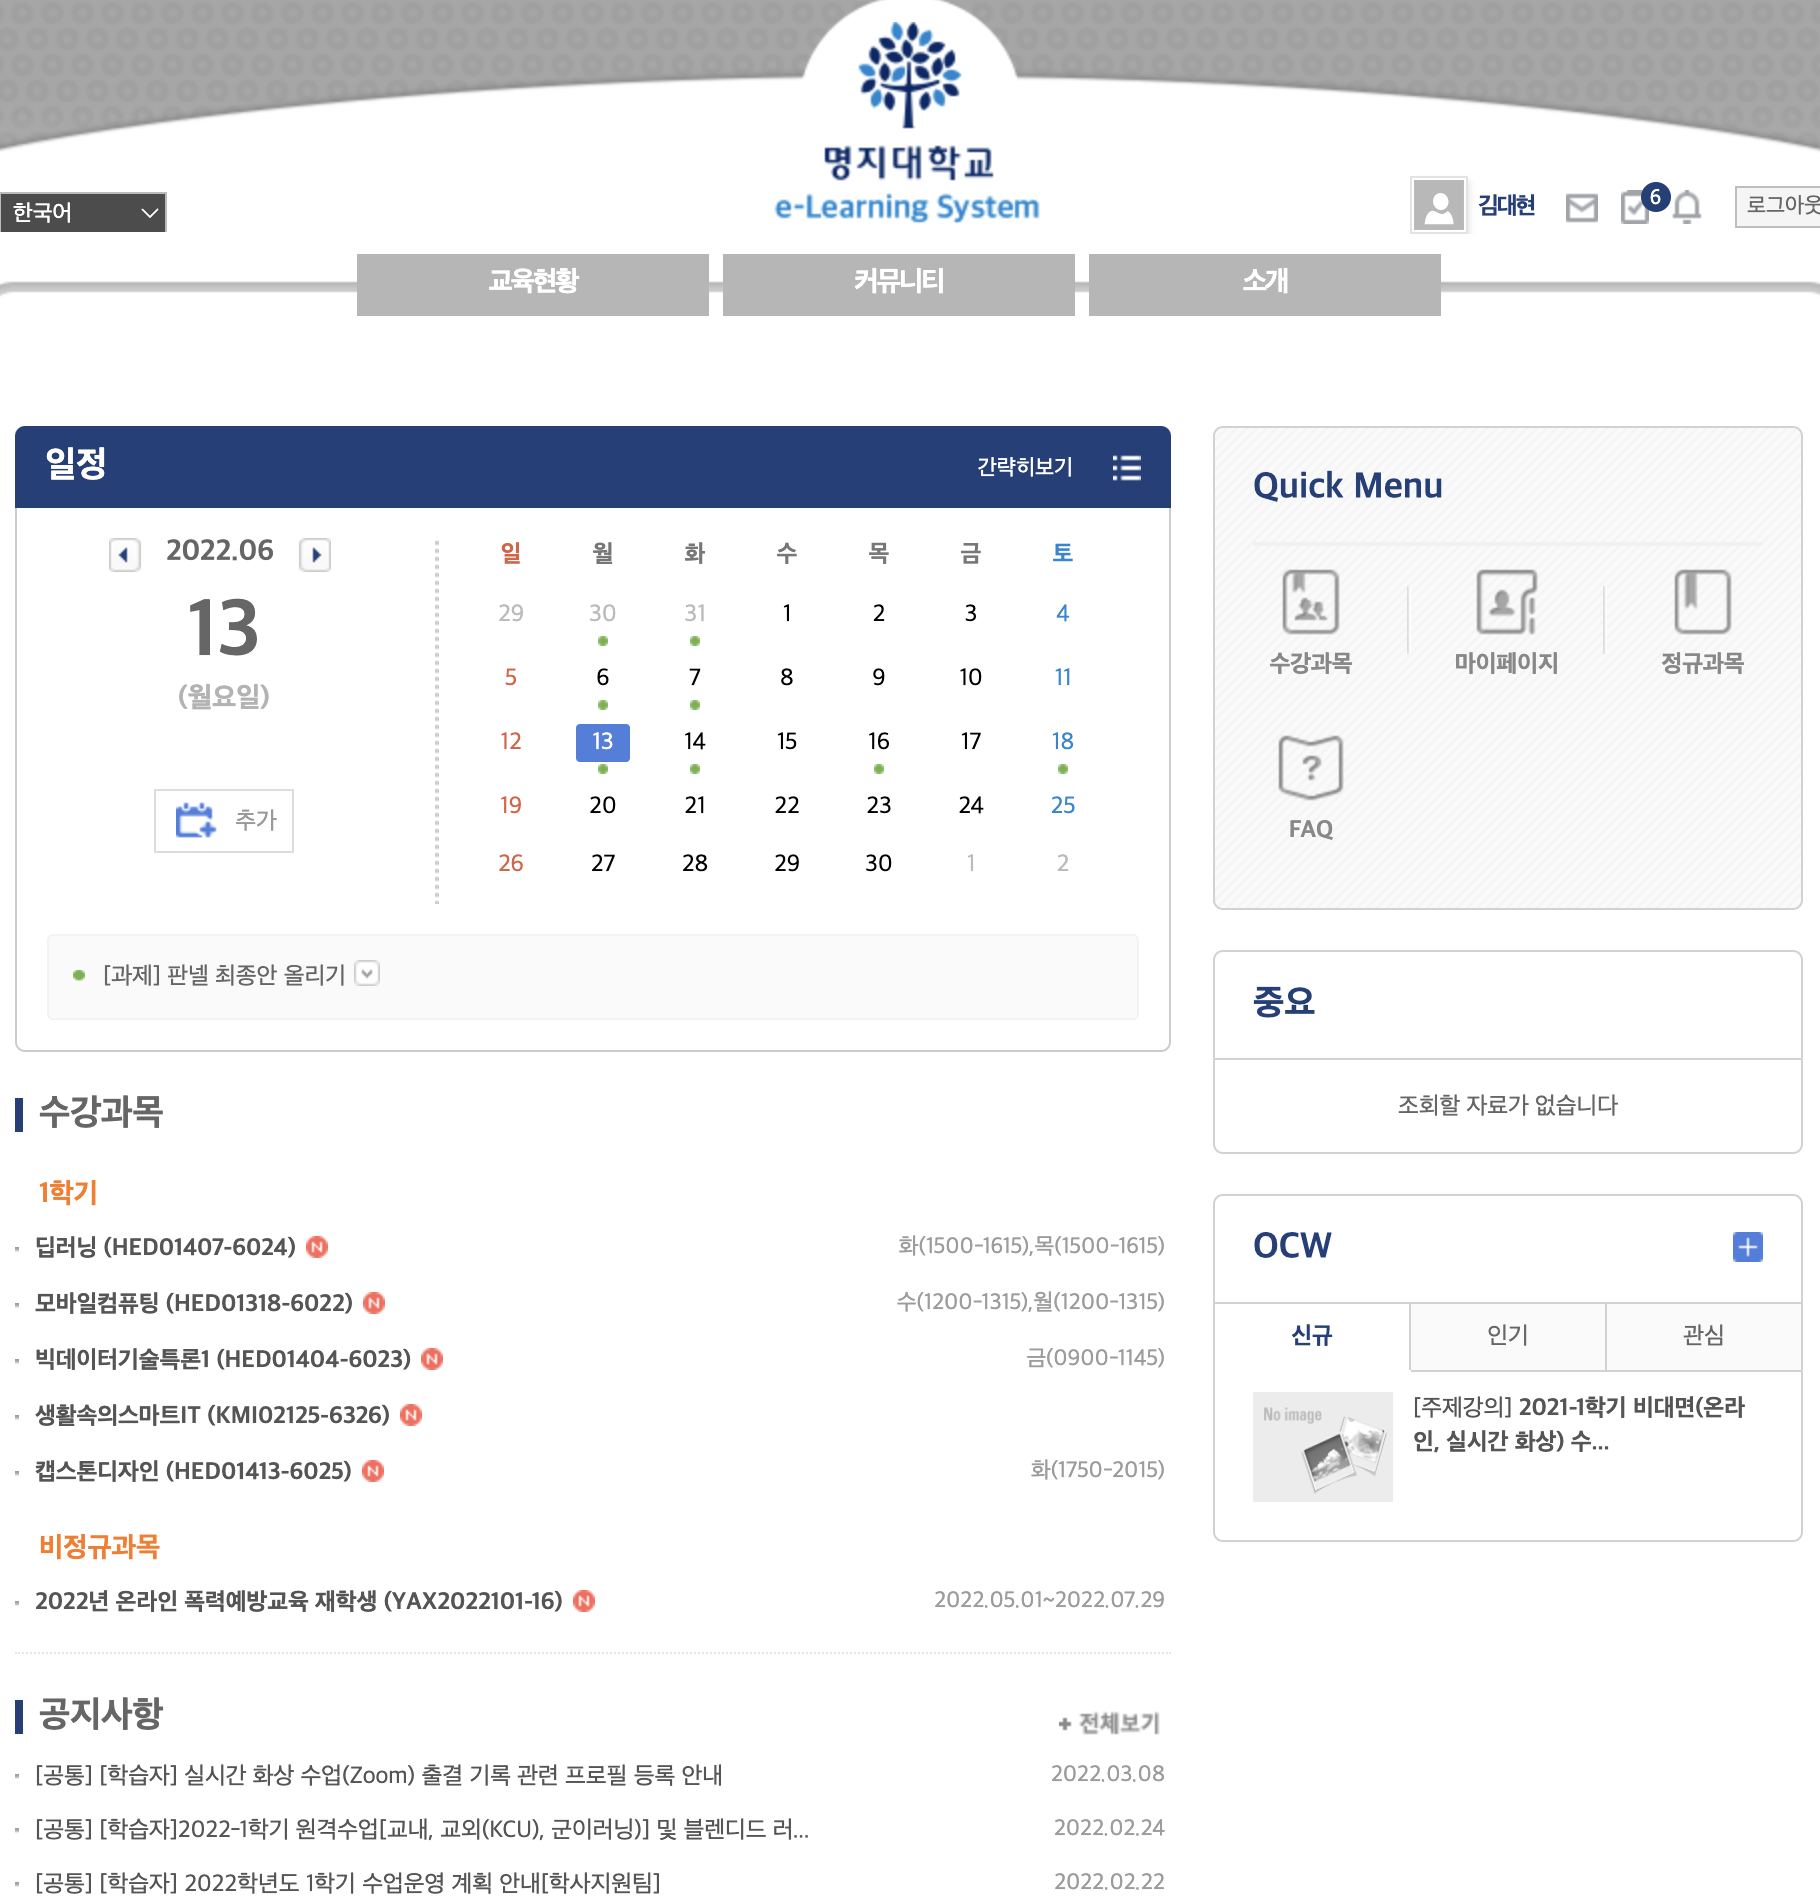 명지대학교
e-Learning System
한국어
김대현
6
로그아웃
교육현황
커뮤니티
소개
일정
간략히보기
2022.06
13
(월요일)
추가
일 월 화 수 목 금 토
29 30 31 1 2 3 4
5 6 7 8 9 10 11
12 13 14 15 16 17 18
19 20 21 22 23 24 25
26 27 28 29 30 1 2
[과제] 판넬 최종안 올리기
수강과목
1학기
딥러닝 (HED01407-6024) N 화(1500-1615),목(1500-1615)
모바일컴퓨팅 (HED01318-6022) N 수(1200-1315),월(1200-1315)
빅데이터기술특론1 (HED01404-6023) N 금(0900-1145)
생활속의스마트IT (KMI02125-6326) N
캡스톤디자인 (HED01413-6025) N 화(1750-2015)
비정규과목
2022년 온라인 폭력예방교육 재학생 (YAX2022101-16) N 2022.05.01~2022.07.29
공지사항
+ 전체보기
[공통] [학습자] 실시간 화상 수업(Zoom) 출결 기록 관련 프로필 등록 안내 2022.03.08
[공통] [학습자]2022-1학기 원격수업[교내, 교외(KCU), 군이러닝)] 및 블렌디드 러... 2022.02.24
[공통] [학습자] 2022학년도 1학기 수업운영 계획 안내[학사지원팀] 2022.02.22
Quick Menu
수강과목
마이페이지
정규과목
?
FAQ
중요
조회할 자료가 없습니다
OCW
신규
인기
관심
No image
[주제강의] 2021-1학기 비대면(온라
인, 실시간 화상) 수...